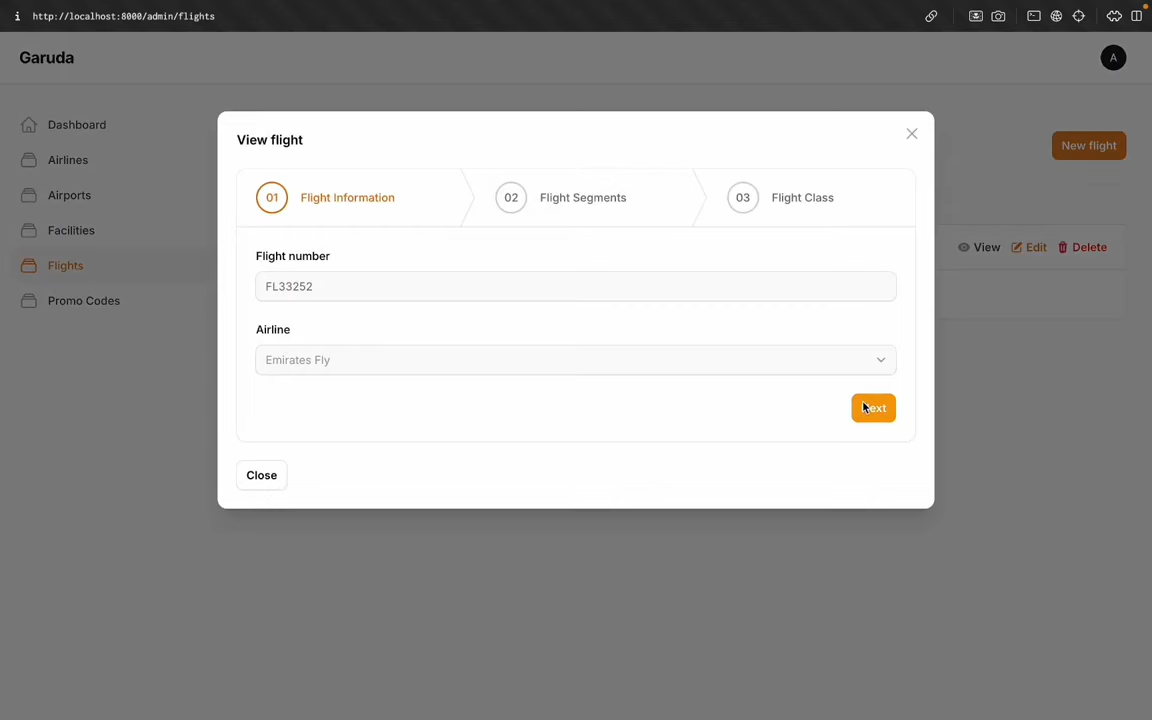 http://localhost:8000/admin/flights
Garuda
A
Dashboard
Airlines
Airports
Facilities
Flights
Promo Codes
New flight
View Edit Delete
View flight
01 Flight Information
02 Flight Segments
03 Flight Class
Flight number
FL33252
Airline
Emirates Fly
Next
Close